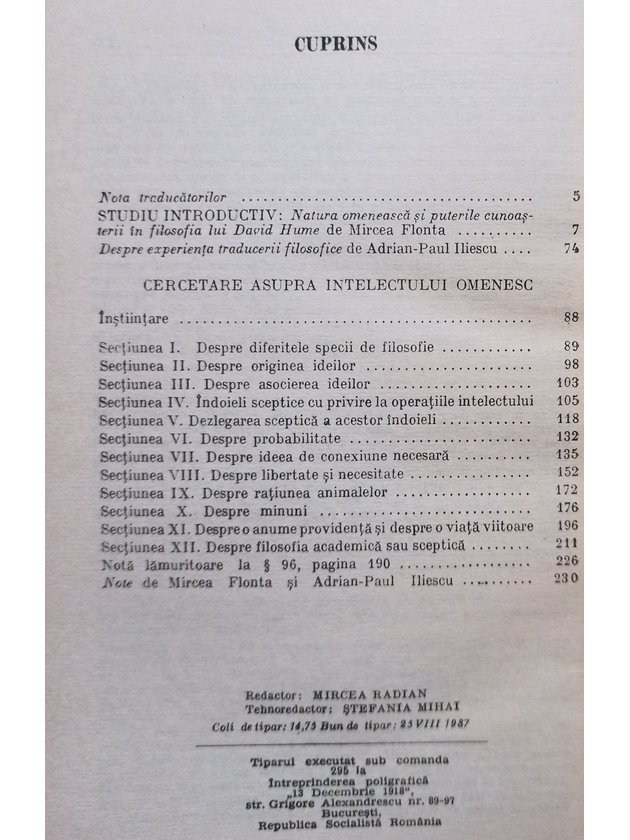 CUPRINS
Nota traducătorilor ........................................ 5
STUDIU INTRODUCTIV: Natura omenească și puterile cunoaș-
terii în filosofia lui David Hume de Mircea Flonta .......... 7
Despre experiența traducerii filosofice de Adrian-Paul Iliescu .... 74
CERCETARE ASUPRA INTELECTULUI OMENESC
Înștiințare ................................................ 88
Secțiunea I. Despre diferitele specii de filosofie ............ 89
Secțiunea II. Despre originea ideilor ...................... 98
Secțiunea III. Despre asocierea ideilor .................... 103
Secțiunea IV. Îndoieli sceptice cu privire la operațiile intelectului 105
Secțiunea V. Dezlegarea sceptică a acestor îndoieli ............ 118
Secțiunea VI. Despre probabilitate ........................ 132
Secțiunea VII. Despre ideea de conexiune necesară .......... 135
Secțiunea VIII. Despre libertate și necesitate ................ 152
Secțiunea IX. Despre rațiunea animalelor .................. 172
Secțiunea X. Despre minuni ............................ 176
Secțiunea XI. Despre o anume providență și despre o viață viitoare 196
Secțiunea XII. Despre filosofia academică sau sceptică ........ 211
Notă lămuritoare la § 96, pagina 190 .................. 226
Note de Mircea Flonta și Adrian-Paul Iliescu .......... 230
Redactor: MIRCEA RADIAN
Tehnoredactor: ȘTEFANIA MIHAI
Coli de tipar: 14,75 Bun de tipar: 25 VIII 1987
Tiparul executat sub comanda
295 la
Întreprinderea poligrafică
„13 Decembrie 1918",
str. Grigore Alexandrescu nr. 89-97
București,
Republica Socialistă România